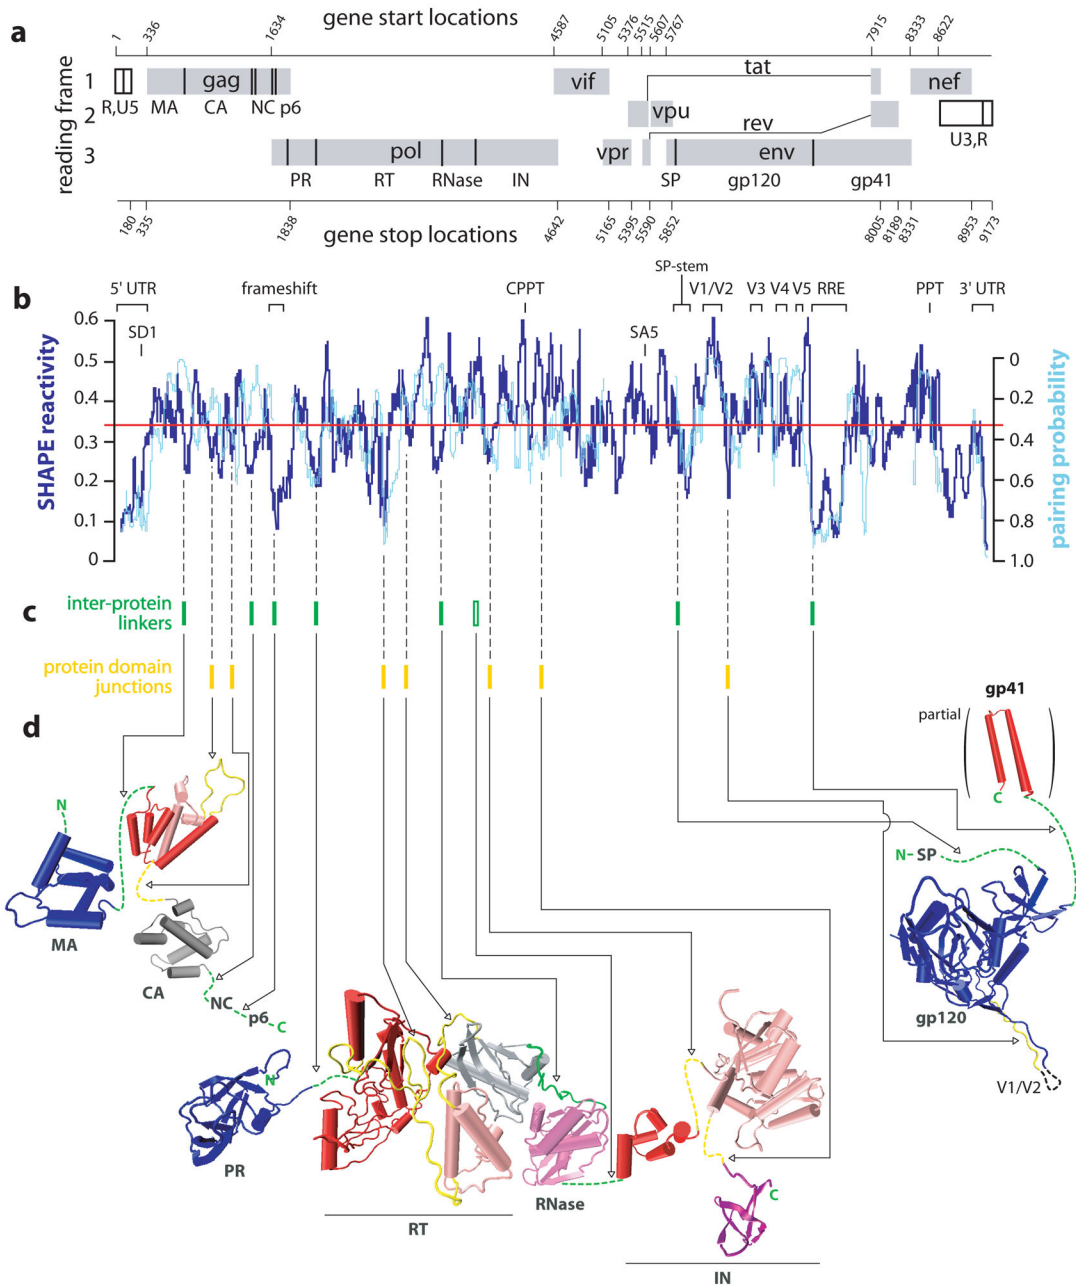 a
gene start locations
1 336 1634 4587 5105 5376 5515 5607 5767 7915 8333 8622
reading frame
1 gag vif tat nef
R,U5 MA CA NC p6
2 vpu rev U3,R
3 pol vpr env
PR RT RNase IN SP gp120 gp41
180 335 1838 4642 5165 5395 5590 5852 8005 8189 8331 8953 9173
gene stop locations
b
5' UTR frameshift CPPT SP-stem V1/V2 V3 V4 V5 RRE PPT 3' UTR
SD1 SA5
SHAPE reactivity
0.6
0.5
0.4
0.3
0.2
0.1
0
pairing probability
0
0.2
0.4
0.6
0.8
1.0
c
inter-protein
linkers
protein domain
junctions
d
gp41
partial
C
N
MA
CA
NC
p6
C
N-SP
gp120
V1/V2
N
PR
RT
RNase
C
IN